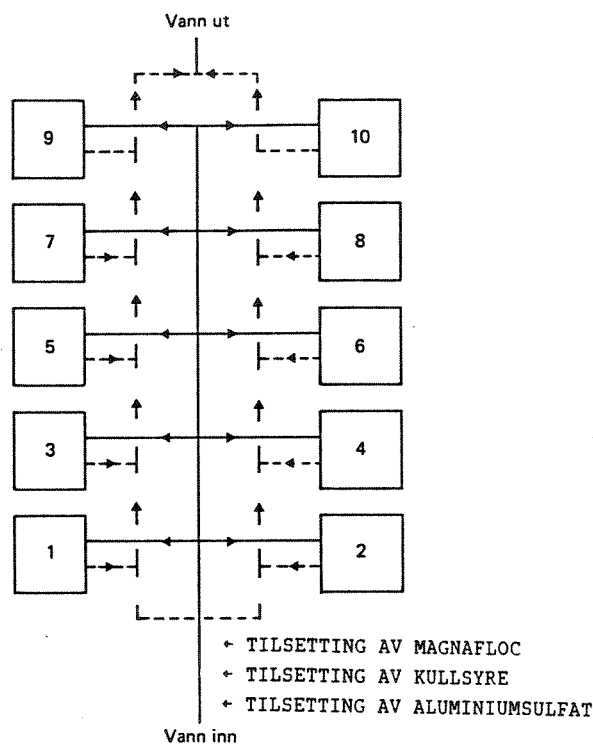 Vann ut
9
10
7
8
5
6
3
4
1
2
← TILSETTING AV MAGNAFLOC
← TILSETTING AV KULLSYRE
← TILSETTING AV ALUMINIUMSULFAT
Vann inn